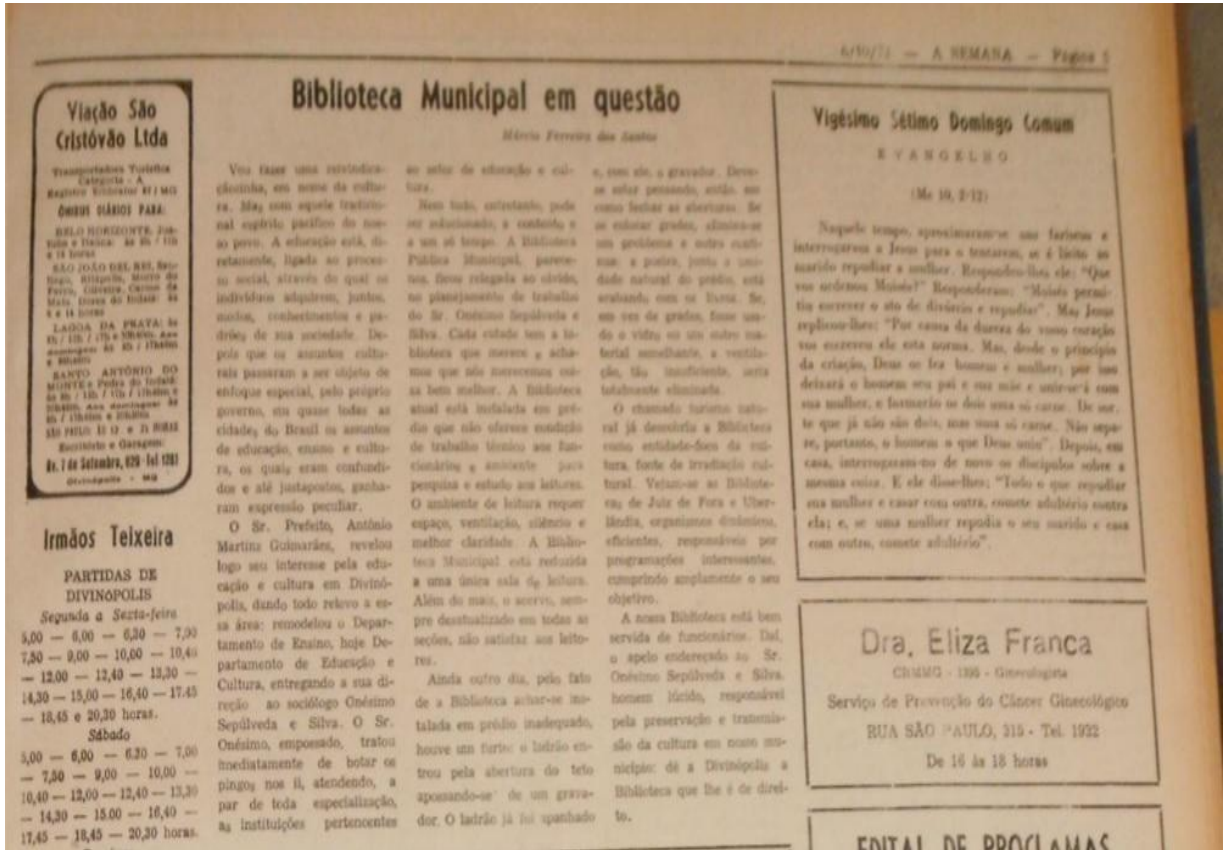 A SEMANA — Página 5
Viação São
Cristóvão Ltda
Transportadora Turística
Categoria - A
ÔNIBUS DIÁRIOS PARA:
BELO HORIZONTE,
e 18 horas
SÃO JOÃO DEL REI,
LAGOA DA PRATA: às
SANTO ANTÔNIO DO
MONTE e Pedra do Indaiá:
Escritório e Garagem:
Av. 7 de Setembro, 620 - Tel
Divinópolis - MG
Irmãos Teixeira
PARTIDAS DE
DIVINÓPOLIS
Segunda a Sexta-feira
5,00 — 6,00 — 6,30 — 7,00
7,30 — 9,00 — 10,00 — 10,40
— 12,00 — 12,40 — 13,30 —
14,30 — 15,00 — 16,40 — 17.45
— 18,45 e 20,30 horas.
Sábado
5,00 — 6,00 — 6.30 — 7,00
— 7,30 — 9,00 — 10,00 —
10,40 — 12,00 — 12,40 — 13,30
— 14,30 — 15.00 — 16,40 —
17,45 — 18,45 — 20,30 horas.
Biblioteca Municipal em questão
Márcio Ferreira dos Santos
Vou fazer uma reivindica-
çãozinha, em nome da cultu-
ra. Mas com aquele tradicio-
nal espírito pacífico do nos-
so povo. A educação está, di-
retamente, ligada ao proces-
so social, através do qual os
indivíduos adquirem, juntos,
modos, conhecimentos e pa-
drões de sua sociedade. De-
pois que os assuntos cultu-
rais passaram a ser objeto de
enfoque especial, pelo próprio
governo, em quase todas as
cidades do Brasil os assuntos
de educação, ensino e cultu-
ra, os quais eram confundi-
dos e até justapostos, ganha-
ram expressão peculiar.
O Sr. Prefeito, Antônio
Martins Guimarães, revelou
logo seu interesse pela edu-
cação e cultura em Divinó-
polis, dando todo relevo a es-
sa área: remodelou o Depar-
tamento de Ensino, hoje De-
partamento de Educação e
Cultura, entregando a sua di-
reção ao sociólogo Onésimo
Sepúlveda e Silva. O Sr.
Onésimo, empossado, tratou
imediatamente de botar os
pingos nos ii, atendendo, a
par de toda especialização,
as instituições pertencentes
ao setor de educação e cul-
tura.
Nem tudo, entretanto, pode
ser solucionado, a contento, e
a um só tempo. A Biblioteca
Pública Municipal, parece-
nos, ficou relegada ao olvido,
no planejamento de trabalho
do Sr. Onésimo Sepúlveda e
Silva. Cada cidade tem a bi-
blioteca que merece e acha-
mos que nós merecemos coi-
sa bem melhor. A Biblioteca
atual está instalada em pré-
dio que não oferece condição
de trabalho técnico aos fun-
cionários e ambiente para
pesquisa e estudo aos leitores.
O ambiente de leitura requer
espaço, ventilação, silêncio e
melhor claridade. A Biblio-
teca Municipal está reduzida
a uma única sala de leitura.
Além do mais, o acervo, sem-
pre desatualizado em todas as
seções, não satisfaz aos leito-
res.
Ainda outro dia, pelo fato
de a Biblioteca achar-se ins-
talada em prédio inadequado,
houve um furto: o ladrão en-
trou pela abertura do teto
apossando-se de um grava-
dor. O ladrão já foi apanhado
e, com ele, o gravador. Deve-
se estar pensando, então, em
como fechar as aberturas. Se
se colocar grades, elimina-se
um problema e outro conti-
nua: a poeira, junto a umi-
dade natural do prédio, está
acabando com os livros. Se,
em vez de grades, fosse usa-
do o vidro ou um outro ma-
terial semelhante, a ventila-
ção, tão insuficiente, seria
totalmente eliminada.
O chamado turismo cultu-
ral já descobriu a Biblioteca
como entidade-foco da cul-
tura, fonte de irradiação cul-
tural. Vejam-se as Bibliote-
cas de Juiz de Fora e Uber-
lândia, organismos dinâmicos,
eficientes, responsáveis por
programações interessantes,
cumprindo amplamente o seu
objetivo.
A nossa Biblioteca está bem
servida de funcionários. Daí,
o apelo endereçado ao Sr.
Onésimo Sepúlveda e Silva,
homem lúcido, responsável
pela preservação e transmis-
são da cultura em nosso mu-
nicípio: dê a Divinópolis a
Biblioteca que lhe é de direi-
to.
Vigésimo Sétimo Domingo Comum
EVANGELHO
(Mc 10, 2-12)
Naquele tempo, aproximaram-se uns fariseus e
interrogaram a Jesus para o tentarem, se é lícito ao
marido repudiar a mulher. Respondeu-lhes ele: "Que
vos ordenou Moisés?" Responderam: "Moisés permi-
tiu escrever o ato de divórcio e repudiar". Mas Jesus
replicou-lhes: "Por causa da dureza do vosso coração
vos escreveu ele esta norma. Mas, desde o princípio
da criação, Deus os fez homem e mulher; por isso
deixará o homem seu pai e sua mãe e unir-se-á com
sua mulher, e formarão os dois uma só carne. De sor-
te que já não são dois, mas uma só carne. Não sepa-
re, portanto, o homem o que Deus uniu". Depois, em
casa, interrogaram-no de novo os discípulos sobre a
mesma coisa. E ele disse-lhes: "Todo o que repudiar
sua mulher e casar com outra, comete adultério contra
ela; e, se uma mulher repudia o seu marido e casa
com outro, comete adultério".
Dra. Eliza Franca
CRMMG - 1395 - Ginecologista
Serviço de Prevenção do Câncer Ginecológico
RUA SÃO PAULO, 315 - Tel. 1932
De 16 às 18 horas
EDITAL DE PROCLAMAS